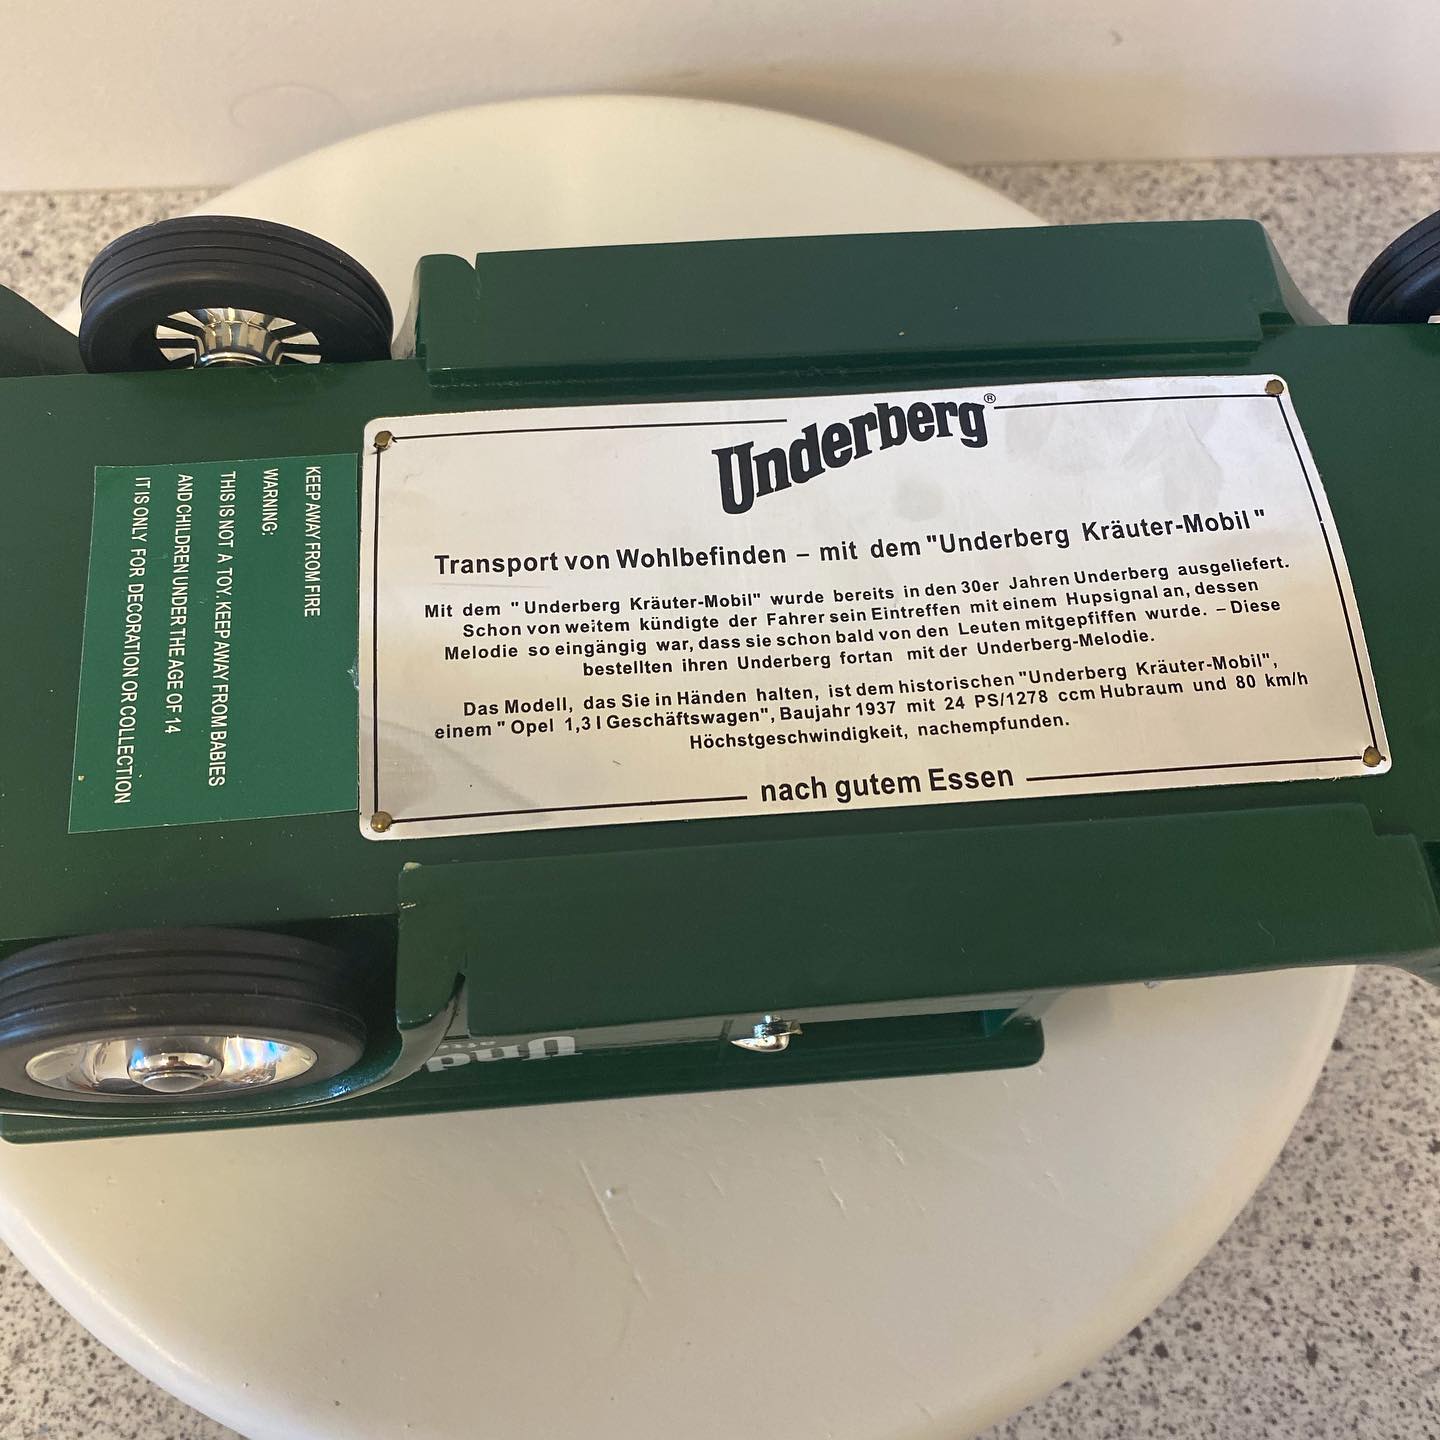 Underberg®
Transport von Wohlbefinden – mit dem "Underberg Kräuter-Mobil"
Mit dem "Underberg Kräuter-Mobil" wurde bereits in den 30er Jahren Underberg ausgeliefert.
Schon von weitem kündigte der Fahrer sein Eintreffen mit einem Hupsignal an, dessen
Melodie so eingängig war, dass sie schon bald von den Leuten mitgepfiffen wurde. – Diese
bestellten ihren Underberg fortan mit der Underberg-Melodie.
Das Modell, das Sie in Händen halten, ist dem historischen "Underberg Kräuter-Mobil",
einem "Opel 1,3 l Geschäftswagen", Baujahr 1937 mit 24 PS/1278 ccm Hubraum und 80 km/h
Höchstgeschwindigkeit, nachempfunden.
nach gutem Essen
KEEP AWAY FROM FIRE
WARNING:
THIS IS NOT A TOY. KEEP AWAY FROM BABIES
AND CHILDREN UNDER THE AGE OF 14
IT IS ONLY FOR DECORATION OR COLLECTION